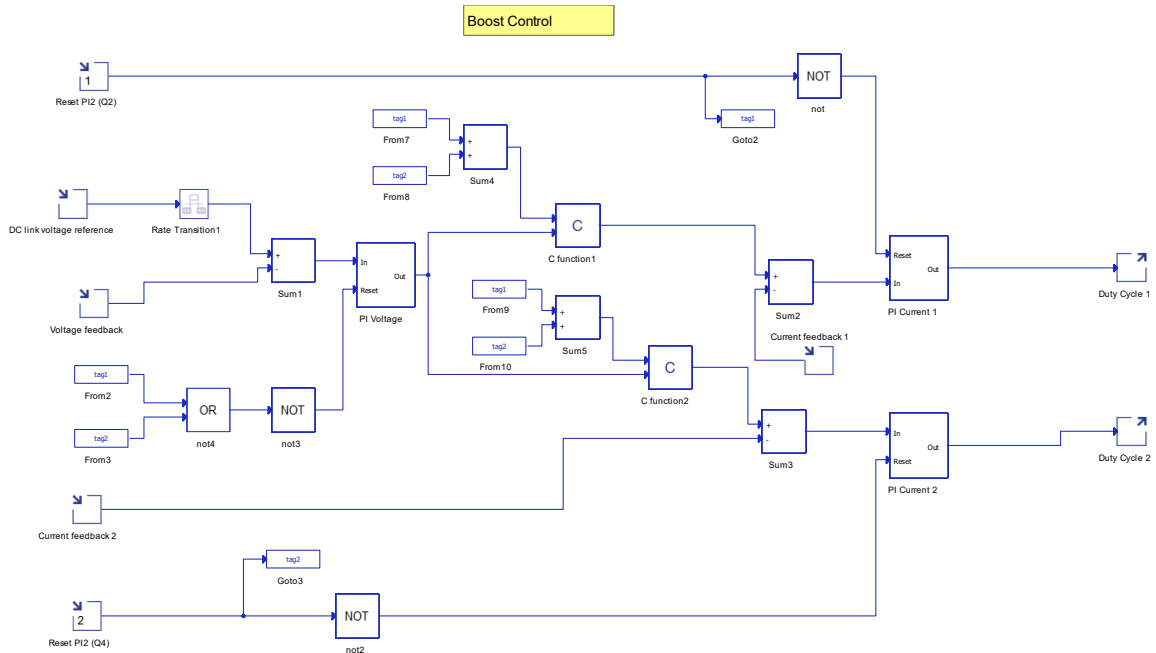 Boost Control
1
Reset PI2 (Q2)
NOT
not
tag1
Goto2
tag1
From7
+
+
Sum4
tag2
From8
DC link voltage reference
Rate Transition1
C
C function1
+
-
Sum1
In
Reset
Out
PI Voltage
Voltage feedback
tag1
From9
+
+
Sum5
tag2
From10
+
-
Sum2
Current feedback 1
Reset
In
Out
PI Current 1
Duty Cycle 1
tag1
From2
OR
not4
NOT
not3
tag2
From3
C
C function2
+
-
Sum3
In
Reset
Out
PI Current 2
Duty Cycle 2
Current feedback 2
tag2
Goto3
2
Reset PI2 (Q4)
NOT
not2